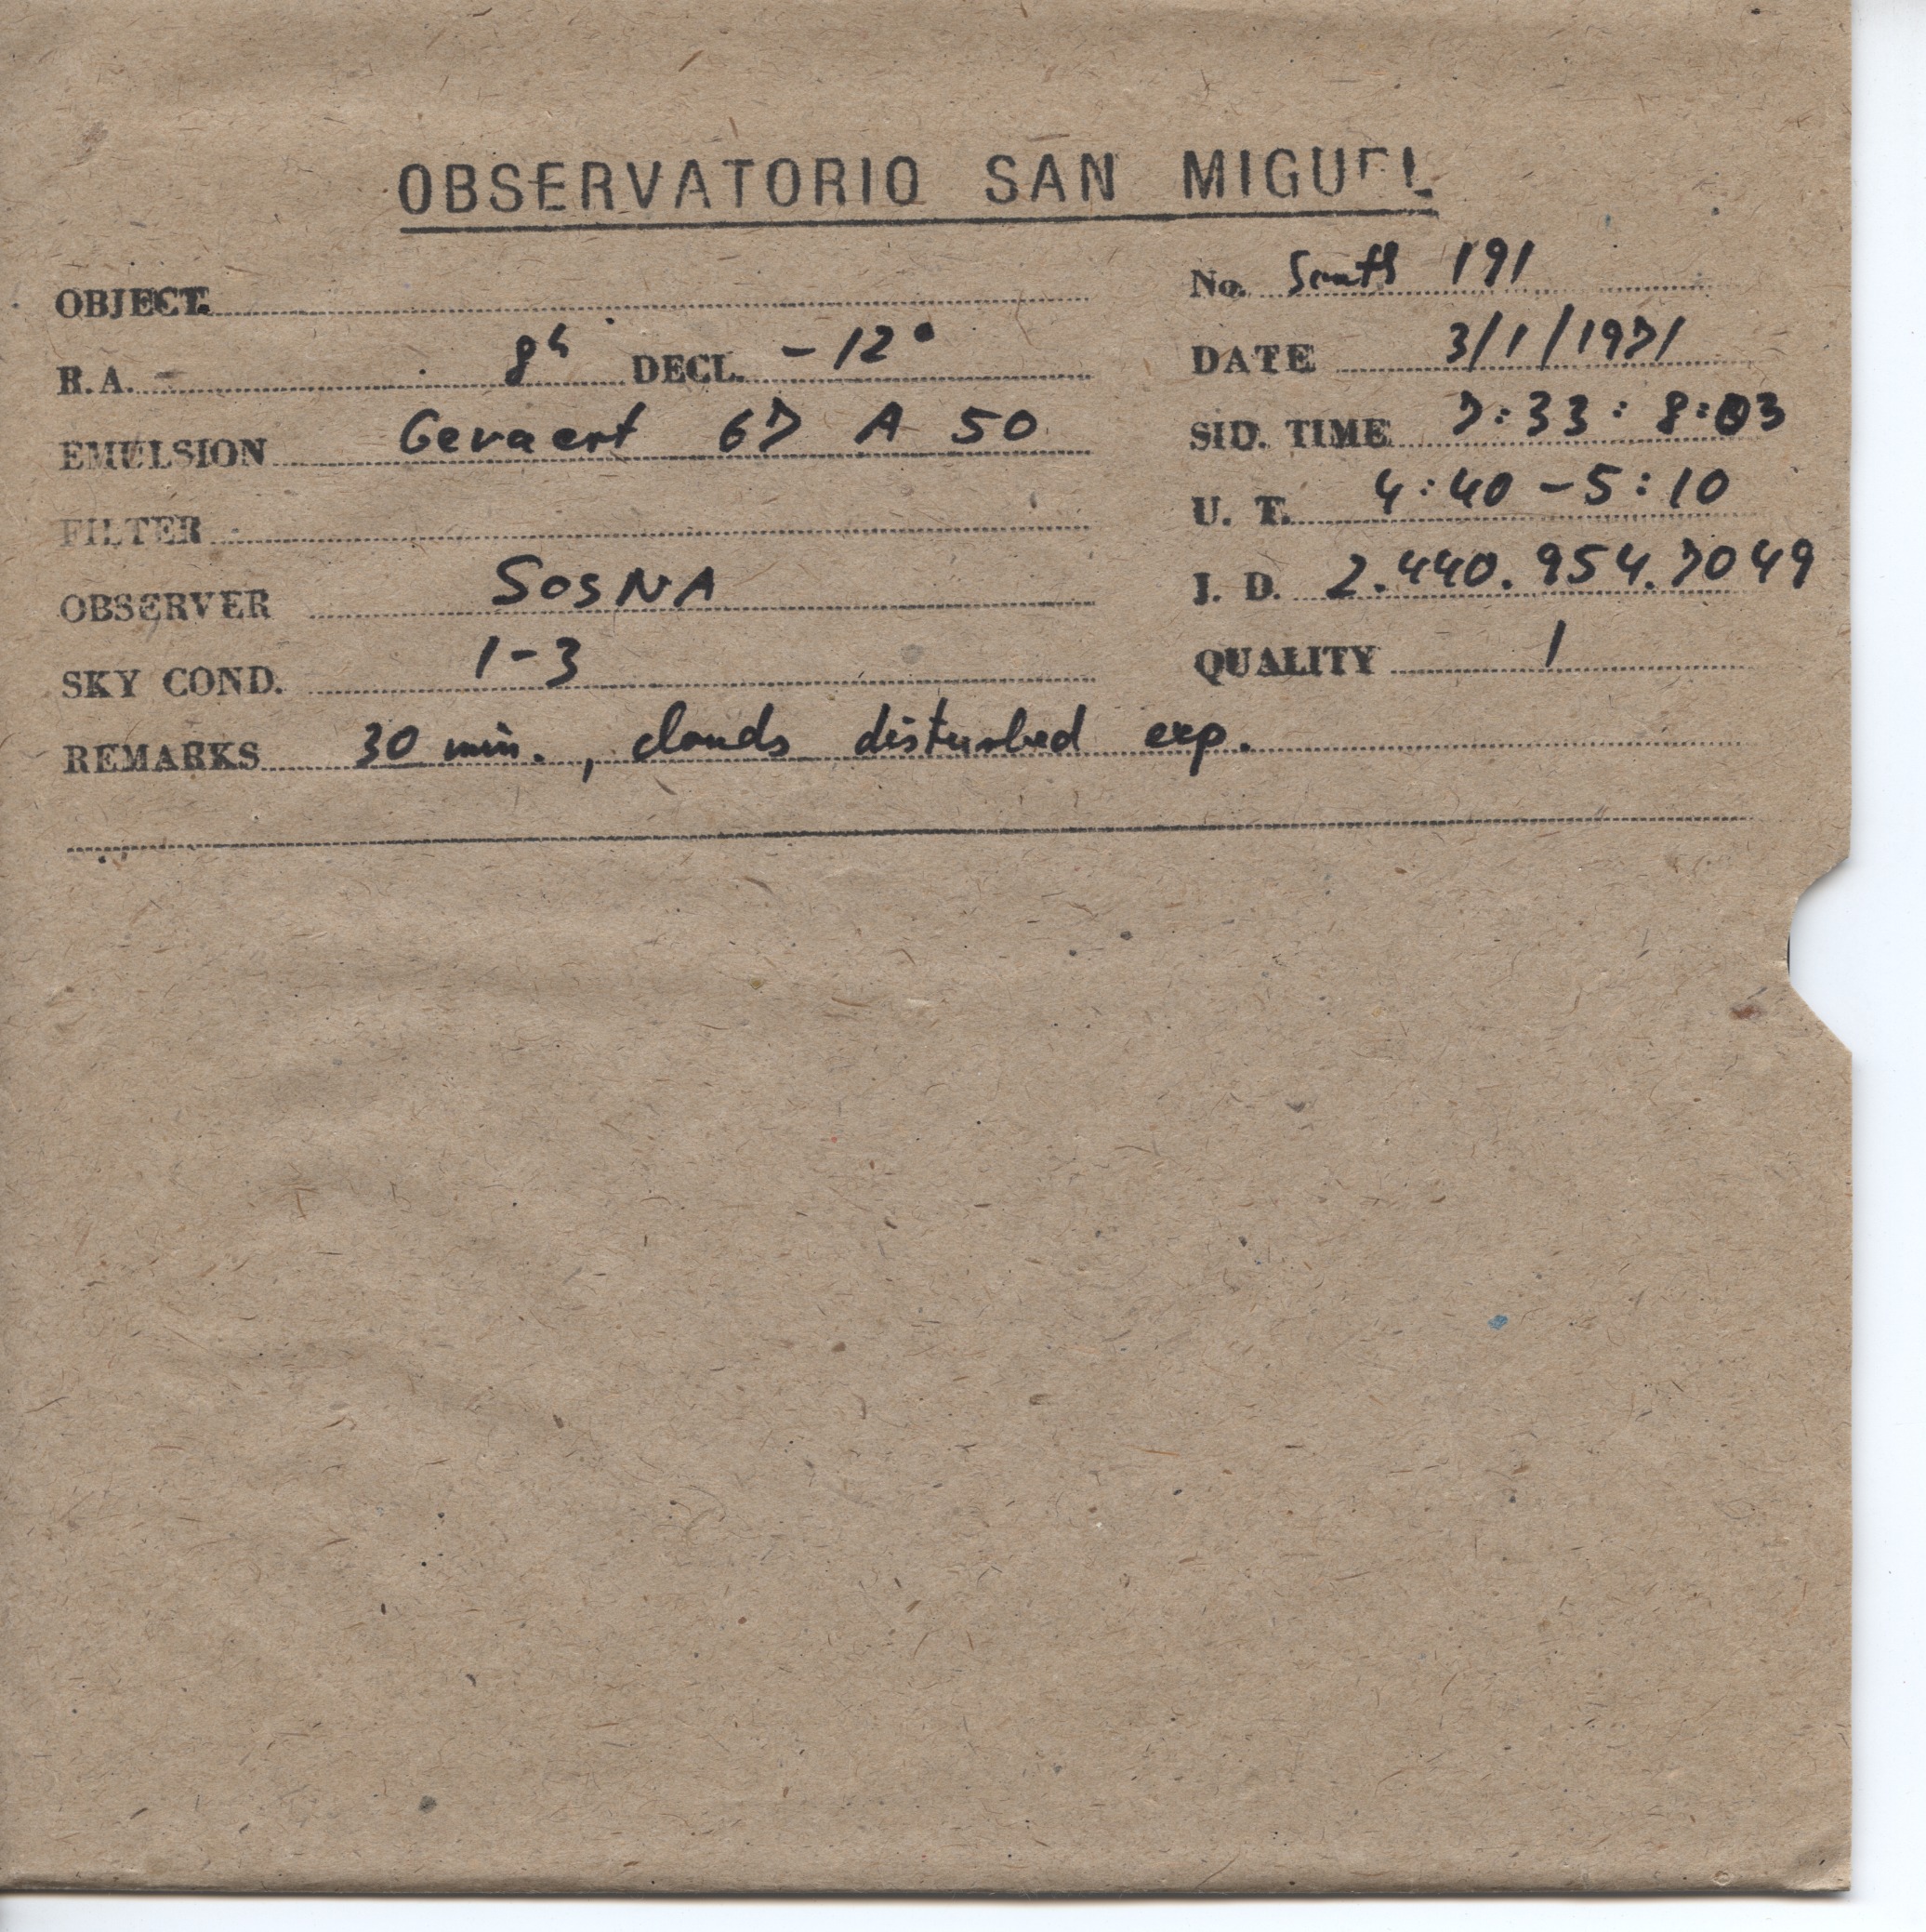 OBSERVATORIO SAN MIGUEL
OBJECT. No. South 191
R.A. 8h DECL. -12° DATE 3/1/1971
EMULSION Gevaert 67 A 50 SID. TIME 7:33: 8:03
FILTER U. T. 4:40 - 5:10
OBSERVER SOSNA J. D. 2.440.954.7049
SKY COND. 1-3 QUALITY 1
REMARKS 30 min., clouds disturbed exp.